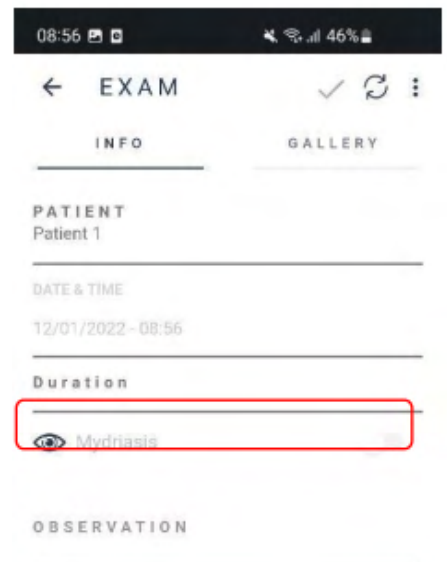 08:56 46%
EXAM
INFO GALLERY
PATIENT
Patient 1
DATE & TIME
12/01/2022 - 08:56
Duration
Mydriasis
OBSERVATION